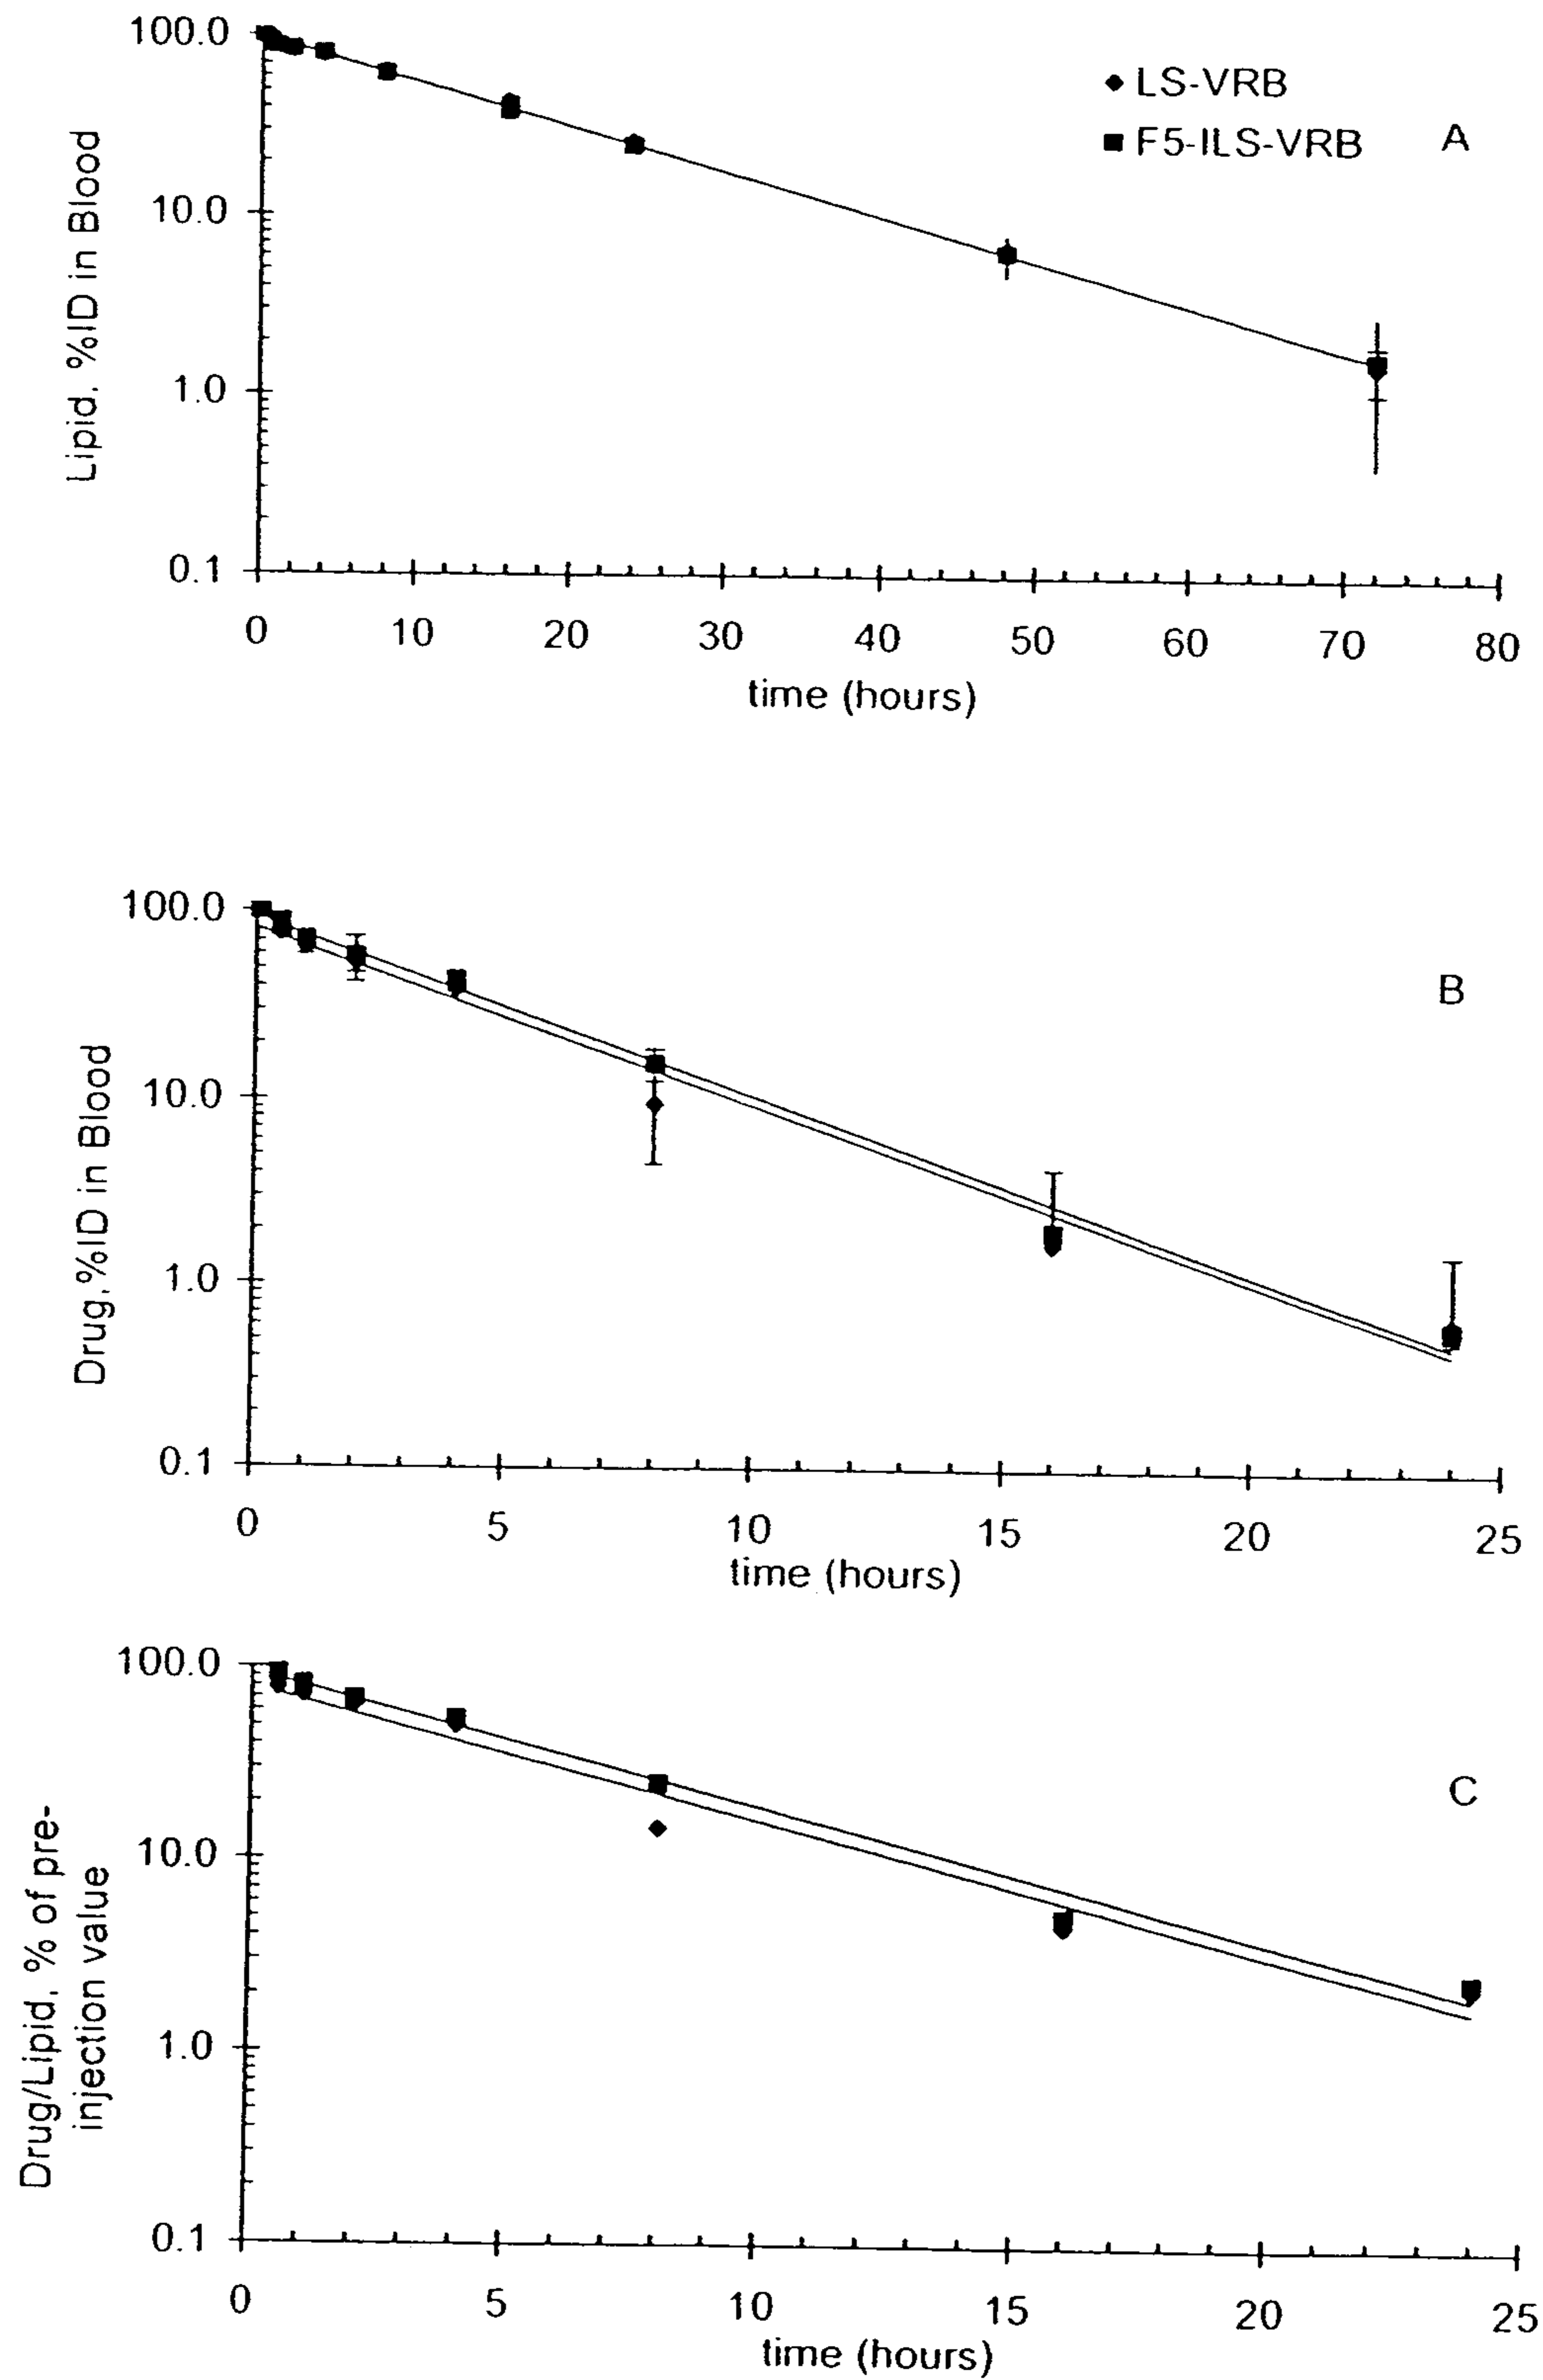 100.0
10.0
1.0
0.1
Lipid, %ID in Blood
LS-VRB
F5-ILS-VRB
A
0 10 20 30 40 50 60 70 80
time (hours)
100.0
10.0
1.0
0.1
Drug,%ID in Blood
B
0 5 10 15 20 25
time (hours)
100.0
10.0
1.0
0.1
Drug/Lipid, % of pre-
injection value
C
0 5 10 15 20 25
time (hours)